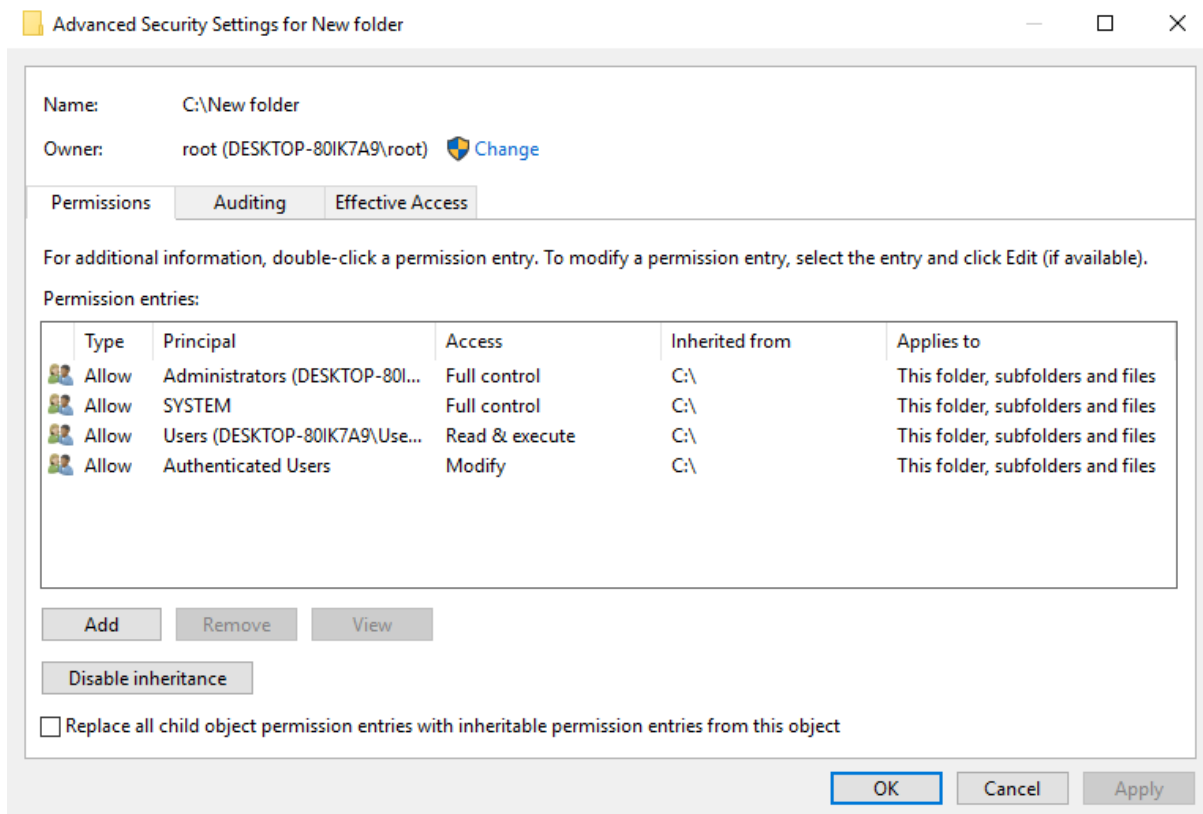 Advanced Security Settings for New folder
Name: C:\New folder
Owner: root (DESKTOP-80IK7A9\root) Change
Permissions Auditing Effective Access
For additional information, double-click a permission entry. To modify a permission entry, select the entry and click Edit (if available).
Permission entries:
Type Principal Access Inherited from Applies to
Allow Administrators (DESKTOP-80I... Full control C:\ This folder, subfolders and files
Allow SYSTEM Full control C:\ This folder, subfolders and files
Allow Users (DESKTOP-80IK7A9\Use... Read & execute C:\ This folder, subfolders and files
Allow Authenticated Users Modify C:\ This folder, subfolders and files
Add Remove View
Disable inheritance
Replace all child object permission entries with inheritable permission entries from this object
OK Cancel Apply